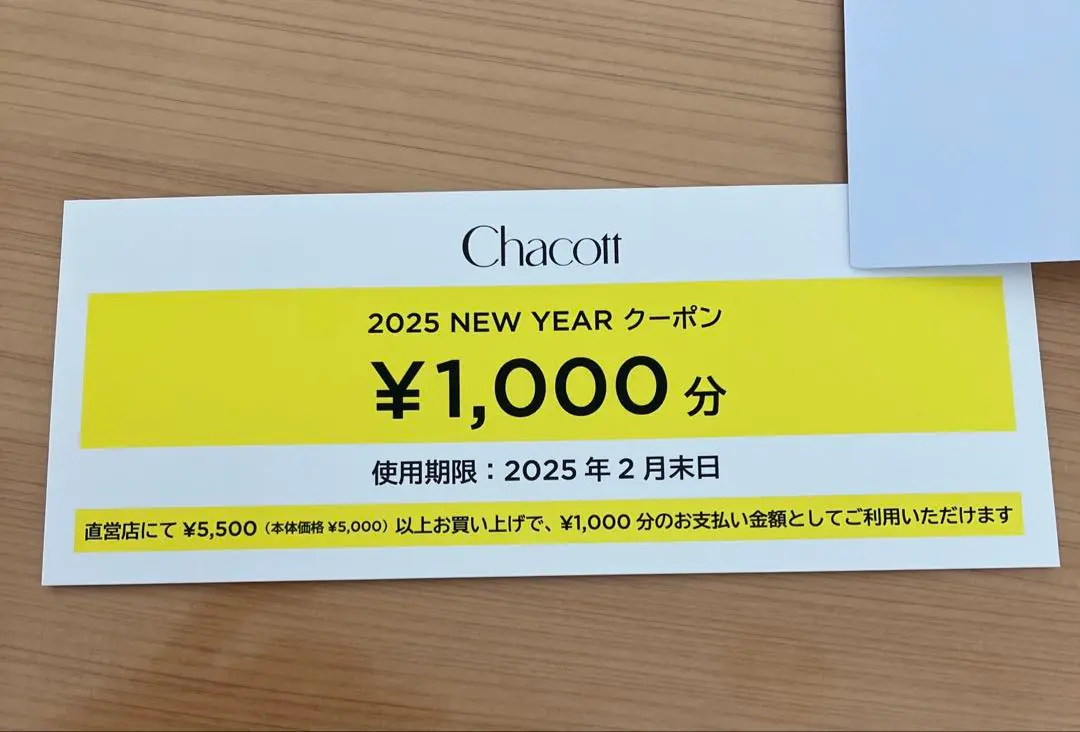 Chacott
2025 NEW YEAR クーポン
¥1,000 分
使用期限：2025 年 2 月末日
直営店にて ¥5,500（本体価格 ¥5,000）以上お買い上げで、¥1,000 分のお支払い金額としてご利用いただけます